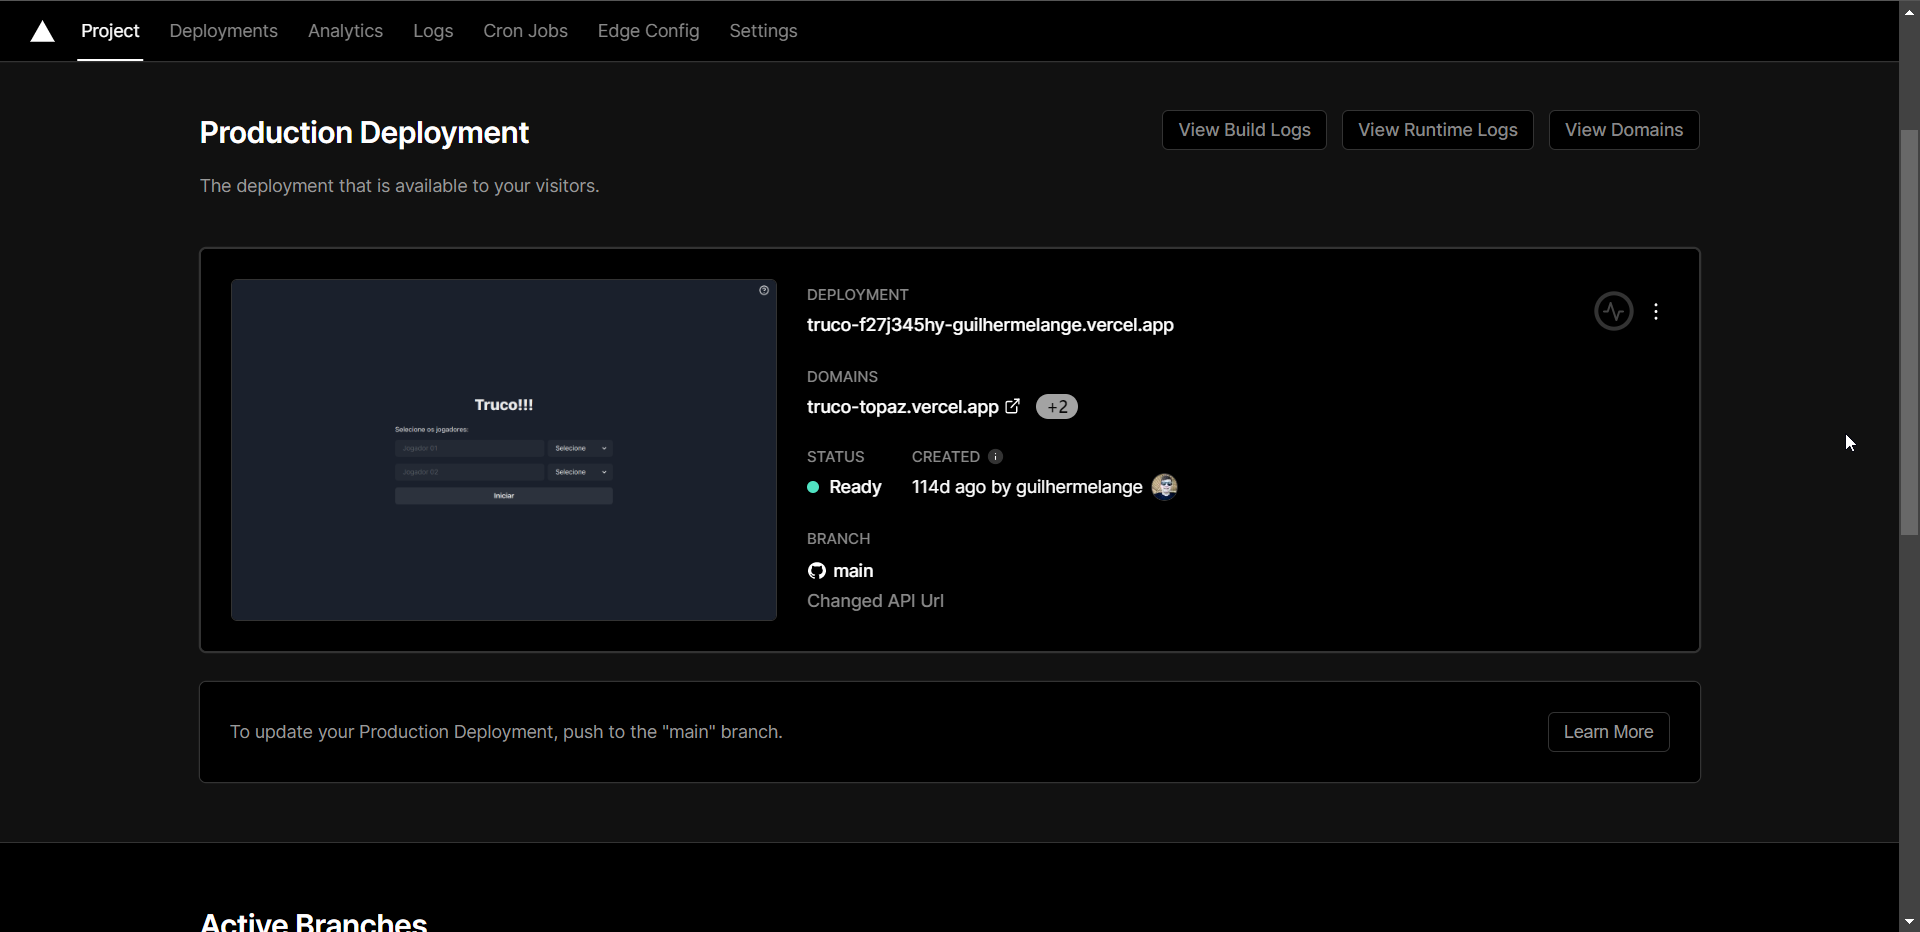 Project Deployments Analytics Logs Cron Jobs Edge Config Settings
Production Deployment
View Build Logs View Runtime Logs View Domains
The deployment that is available to your visitors.
Truco!!!
Selecione os jogadores:
Jogador 01 Selecione
Jogador 02 Selecione
Iniciar
DEPLOYMENT
truco-f27j345hy-guilhermelange.vercel.app
DOMAINS
truco-topaz.vercel.app +2
STATUS CREATED
Ready 114d ago by guilhermelange
BRANCH
main
Changed API Url
To update your Production Deployment, push to the "main" branch.
Learn More
Active Branches